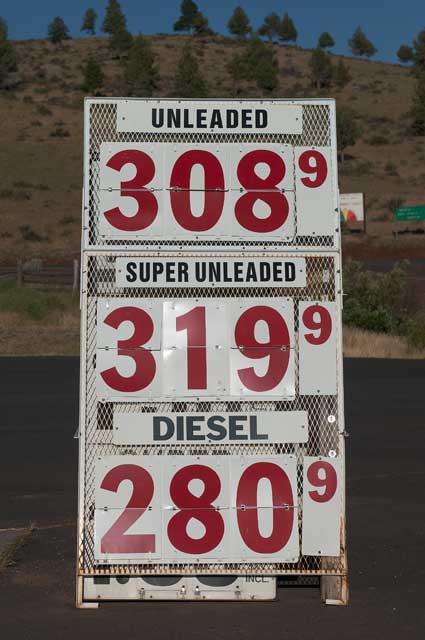 UNLEADED
308 9
SUPER UNLEADED
319 9
DIESEL
280 9
INCL.